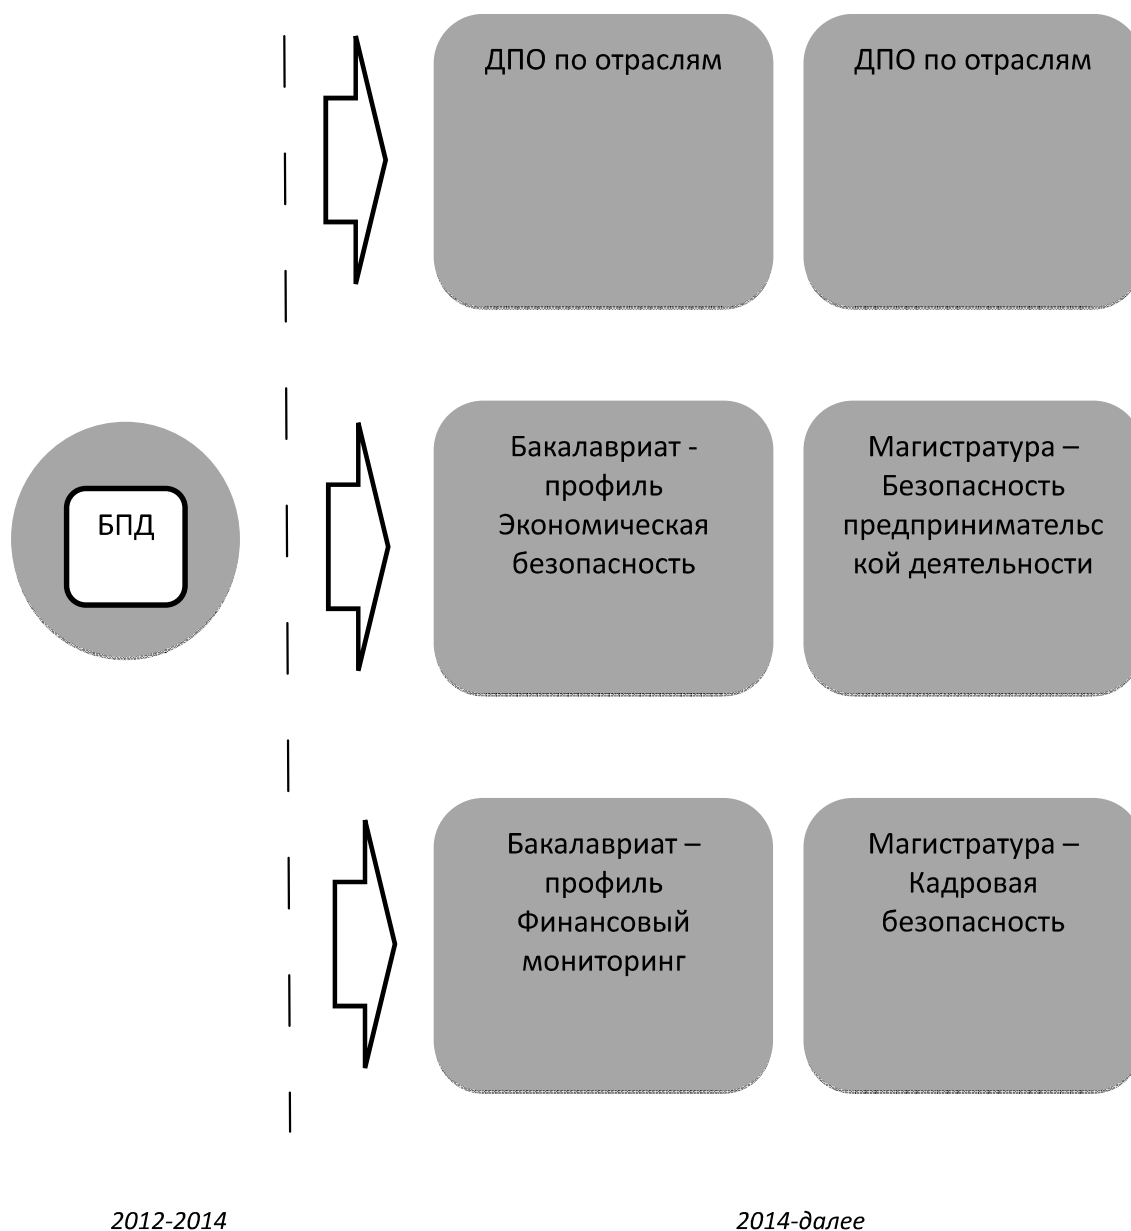 ДПО по отраслям
ДПО по отраслям
БПД
Бакалавриат -
профиль
Экономическая
безопасность
Магистратура –
Безопасность
предпринимательс
кой деятельности
Бакалавриат –
профиль
Финансовый
мониторинг
Магистратура –
Кадровая
безопасность
2012-2014
2014-далее